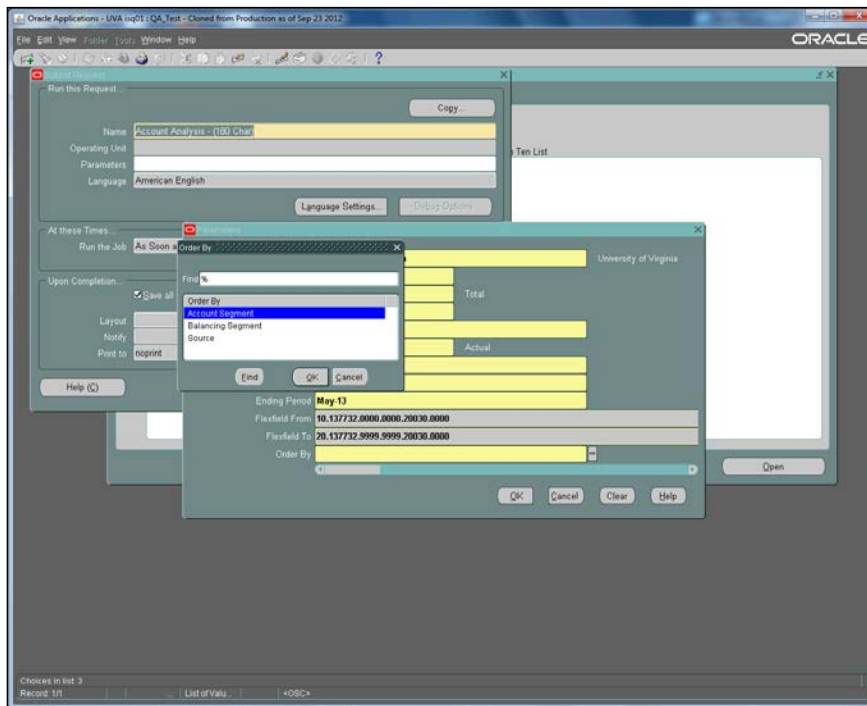 Oracle Applications - UVA isq01 : QA_Test - Cloned from Production as of Sep 23 2012
File Edit View Folder Tools Window Help
ORACLE
Submit Request
Run this Request...
Copy...
Name Account Analysis - (180 Char)
Operating Unit
Parameters
Language American English
Language Settings... Debug Options
Ten List
At these Times...
Run the Job As Soon a
Upon Completion...
Save all
Layout
Notify
Print to noprint
Help (C)
Parameters
University of Virginia
Total
Actual
Order By
Find %
Order By
Account Segment
Balancing Segment
Source
Find OK Cancel
Ending Period May-13
Flexfield From 10.137732.0000.0000.20030.0000
Flexfield To 20.137732.9999.9999.20030.0000
Order By
OK Cancel Clear Help
Open
Choices in list: 3
Record: 1/1 ... List of Valu... <OSC>